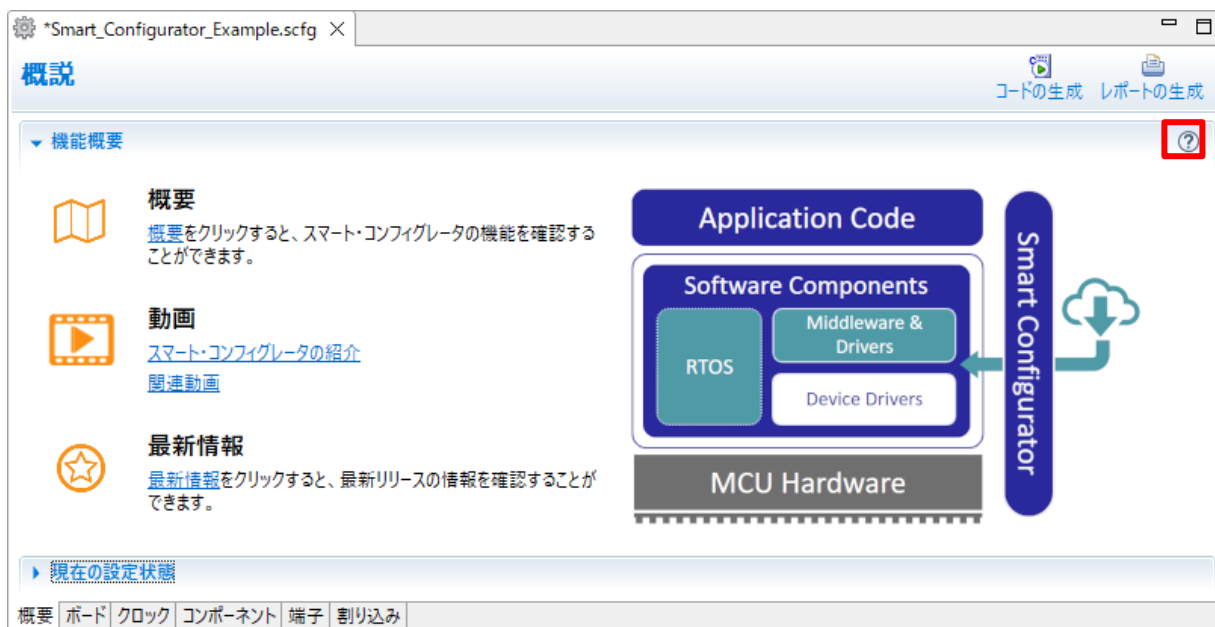 *Smart_Configurator_Example.scfg
概説
コードの生成 レポートの生成
機能概要
概要
概要をクリックすると、スマート・コンフィグレータの機能を確認する
ことができます。
動画
スマート・コンフィグレータの紹介
関連動画
最新情報
最新情報をクリックすると、最新リリースの情報を確認することが
できます。
Application Code
Software Components
RTOS
Middleware &
Drivers
Device Drivers
MCU Hardware
Smart Configurator
現在の設定状態
概要 ボード クロック コンポーネント 端子 割り込み